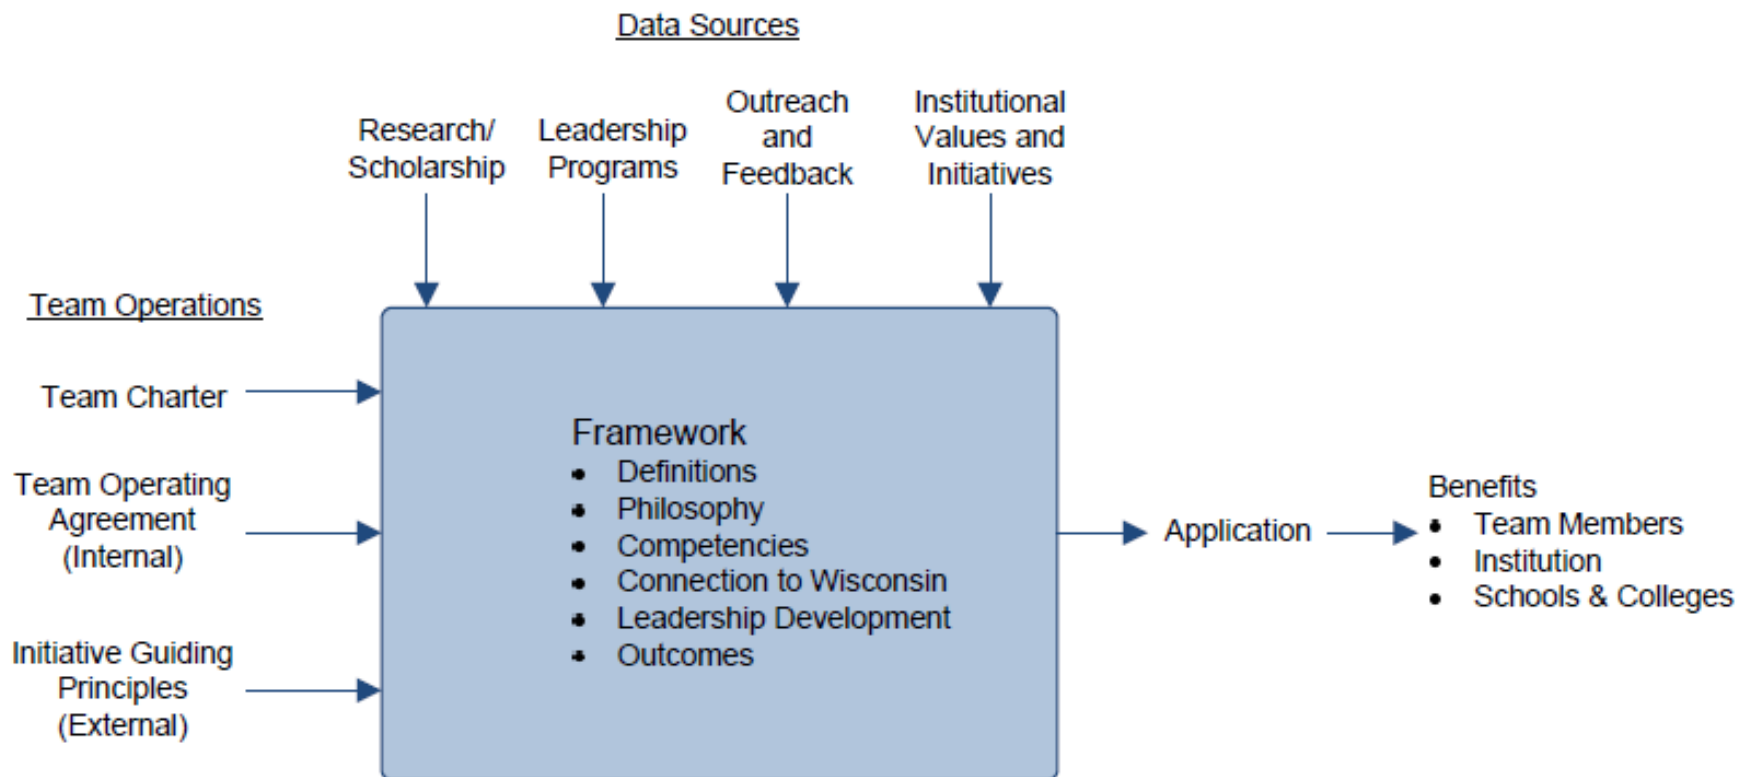 Data Sources
Research/
Scholarship
Leadership
Programs
Outreach
and
Feedback
Institutional
Values and
Initiatives
Team Operations
Team Charter
Team Operating
Agreement
(Internal)
Initiative Guiding
Principles
(External)
Framework
• Definitions
• Philosophy
• Competencies
• Connection to Wisconsin
• Leadership Development
• Outcomes
Application
Benefits
• Team Members
• Institution
• Schools & Colleges